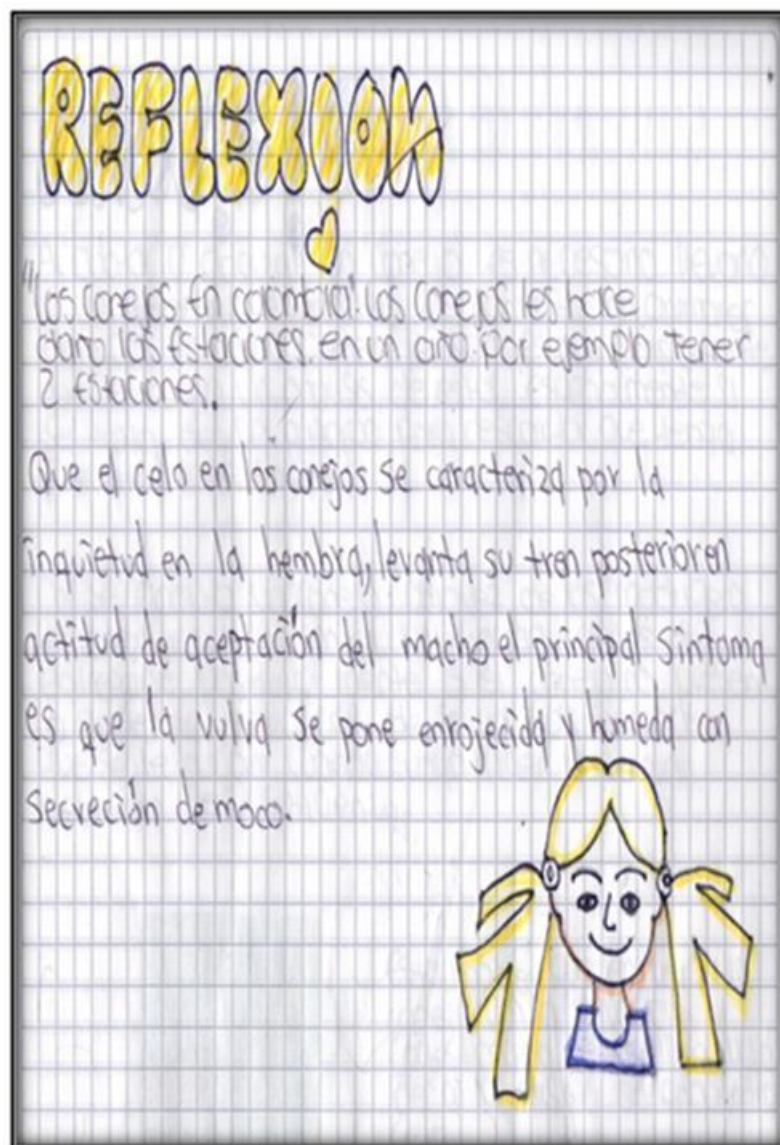 REFLEXION
"Los conejos en colombia". Los conejos les hace
daño las estaciones. en un año. por ejemplo tener
2 estaciones.
Que el celo en los conejos se caracteriza por la
inquietud en la hembra, levanta su tren posterior en
actitud de aceptación del macho el principal síntoma
es que la vulva se pone enrojecida y humeda con
secreción de moco.